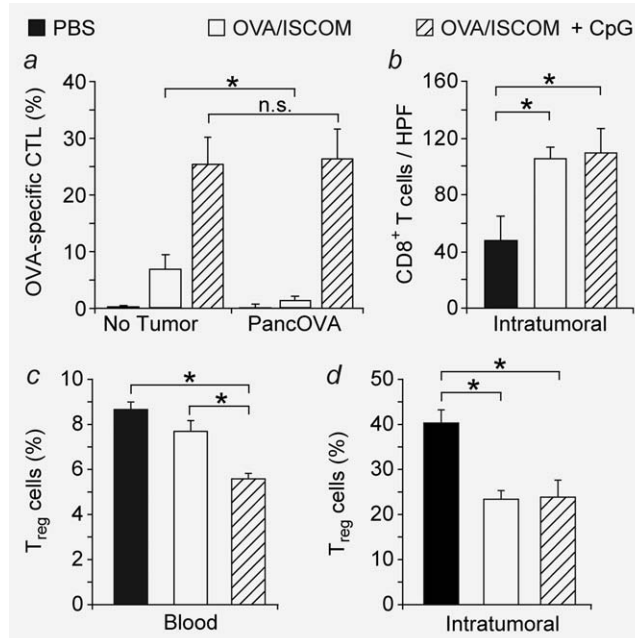 PBS OVA/ISCOM OVA/ISCOM + CpG
a
OVA-specific CTL (%)
40
30
20
10
0
*
n.s.
No Tumor PancOVA
b
CD8+ T cells / HPF
160
120
80
40
0
*
*
Intratumoral
c
Treg cells (%)
10
8
6
4
2
0
*
*
Blood
d
Treg cells (%)
50
40
30
20
10
0
*
*
Intratumoral